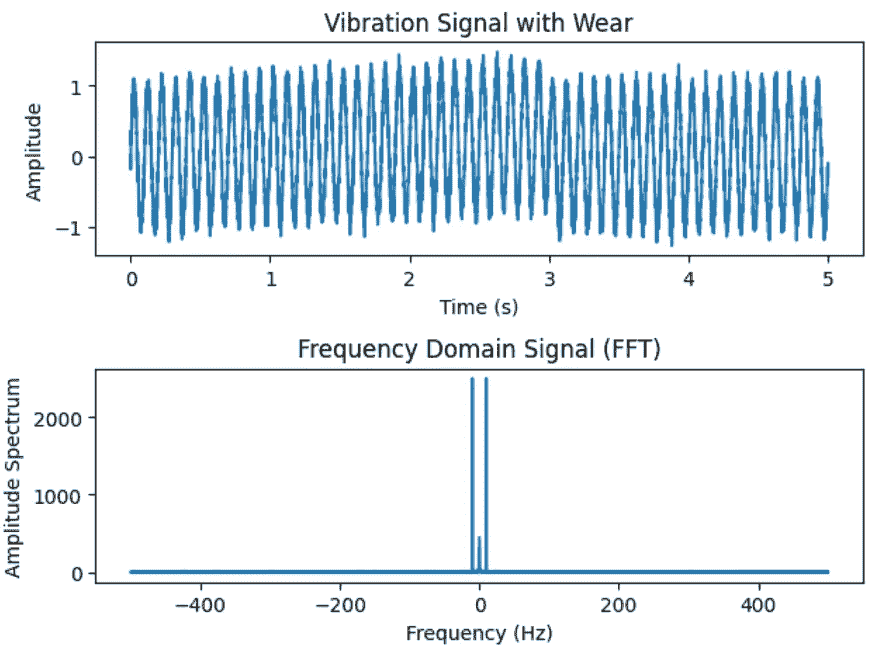 Vibration Signal with Wear
Amplitude
1
0
−1
0 1 2 3 4 5
Time (s)
Frequency Domain Signal (FFT)
Amplitude Spectrum
2000
1000
0
−400 −200 0 200 400
Frequency (Hz)